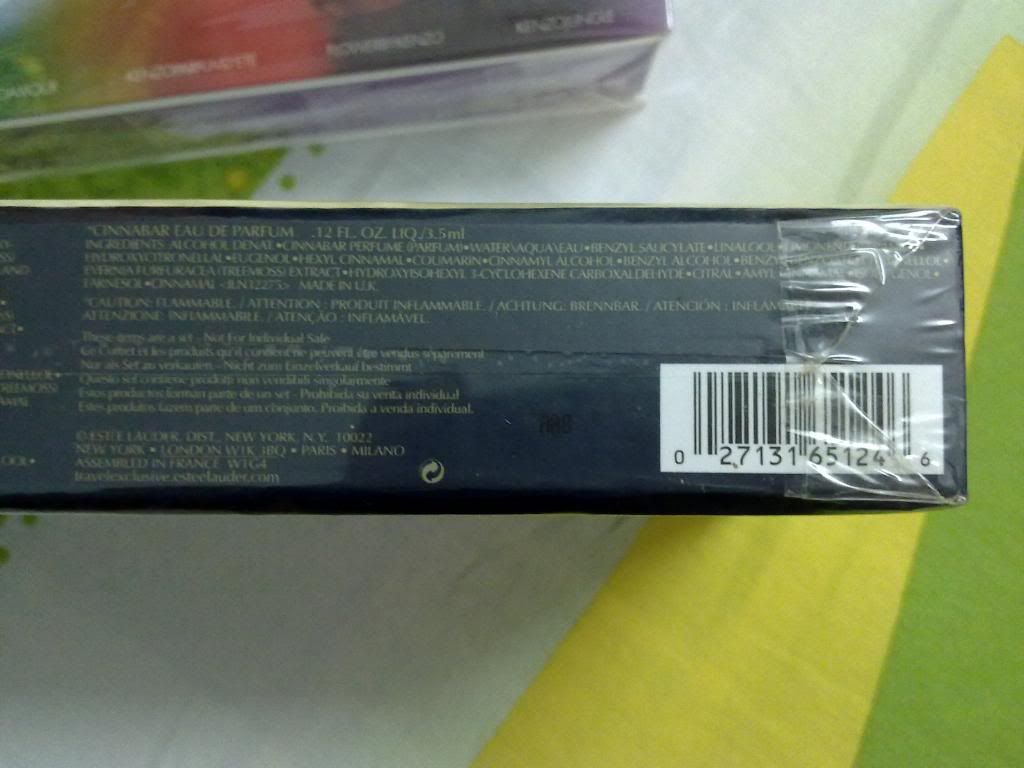 KENZOJUNGLE
FLOWERBYKENZO
*CINNABAR EAU DE PARFUM .12 FL. OZ. LIQ./3.5ml
INGREDIENTS: ALCOHOL DENAT.•CINNABAR PERFUME (PARFUM)•WATER\AQUA\EAU•BENZYL SALICYLATE•LINALOOL•
HYDROXYCITRONELLAL•EUGENOL•HEXYL CINNAMAL•COUMARIN•CINNAMYL ALCOHOL•BENZYL ALCOHOL•
EVERNIA FURFURACEA (TREEMOSS) EXTRACT•HYDROXYISOHEXYL 3-CYCLOHEXENE CARBOXALDEHYDE•CITRAL•AMYL
FARNESOL•CINNAMAL <ILN32275> MADE IN U.K.
*CAUTION: FLAMMABLE. / ATTENTION : PRODUIT INFLAMMABLE. / ACHTUNG: BRENNBAR. / ATENCIÓN :
ATTENZIONE: INFIAMMABILE. / ATENÇÃO : INFLAMÁVEL.
These items are a set - Not For Individual Sale
Ce Coffret et les produits qu'il contient ne peuvent être vendus séparement
Nur als Set zu verkaufen. - Nicht zum Einzelverkauf bestimmt
Questo set contiene prodotti non vendibili singolarmente
Estos productos forman parte de un set - Prohibida su venta individual
Estes produtos fazem parte de um conjunto. Proibida a venda individual.
© ESTEE LAUDER, DIST., NEW YORK, N.Y. 10022
NEW YORK • LONDON W1K 3BQ • PARIS • MILANO
ASSEMBLED IN FRANCE WTG4
travelexclusive.esteelauder.com
0 27131 65124 6